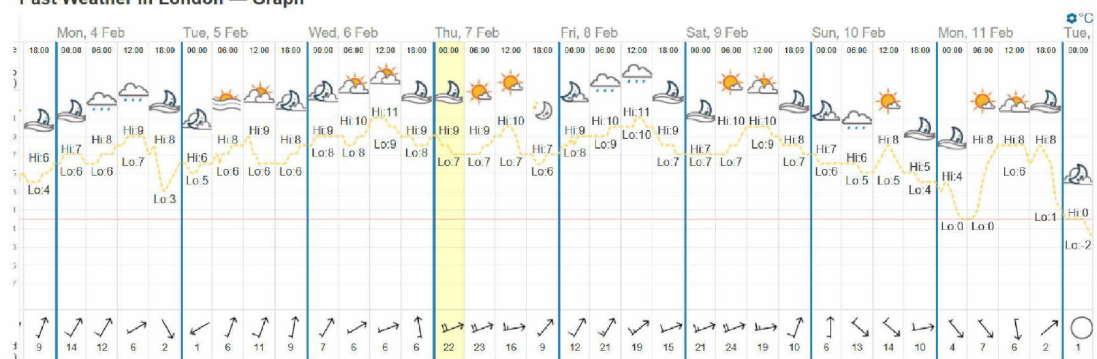 Past Weather in London — Graph
°C
Mon, 4 Feb Tue, 5 Feb Wed, 6 Feb Thu, 7 Feb Fri, 8 Feb Sat, 9 Feb Sun, 10 Feb Mon, 11 Feb Tue,
18:00 00:00 06:00 12:00 18:00 00:00 06:00 12:00 18:00 00:00 06:00 12:00 18:00 00:00 06:00 12:00 18:00 00:00 06:00 12:00 18:00 00:00 06:00 12:00 18:00 00:00 06:00 12:00 18:00 00:00 06:00 12:00 18:00 00:00
Hi:6 Hi:7 Hi:8 Hi:9 Hi:8 Hi:6 Hi:8 Hi:9 Hi:8 Hi:9 Hi:10 Hi:11 Hi:9 Hi:9 Hi:9 Hi:10 Hi:7 Hi:9 Hi:10 Hi:11 Hi:9 Hi:9 Hi:10 Hi:10 Hi:8 Hi:7 Hi:6 Hi:8 Hi:5 Hi:4 Hi:8 Hi:8 Hi:8 Hi:0
Lo:4 Lo:6 Lo:6 Lo:7 Lo:3 Lo:5 Lo:6 Lo:6 Lo:6 Lo:8 Lo:8 Lo:9 Lo:8 Lo:7 Lo:7 Lo:7 Lo:6 Lo:8 Lo:9 Lo:10 Lo:7 Lo:7 Lo:7 Lo:7 Lo:7 Lo:6 Lo:5 Lo:5 Lo:4 Lo:0 Lo:0 Lo:6 Lo:1 Lo:-2
9 14 12 6 2 1 6 11 9 7 6 6 6 22 23 16 9 12 21 19 15 21 24 19 10 6 13 14 10 4 7 6 2 1